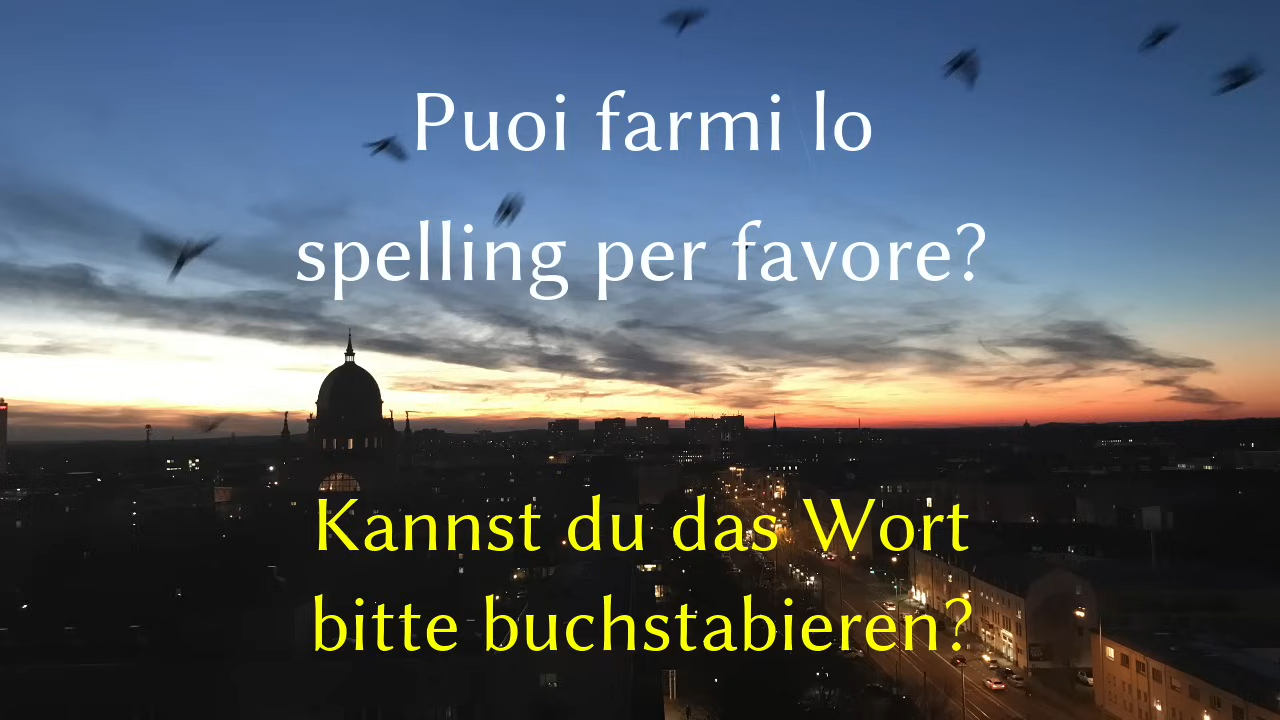 Puoi farmi lo
spelling per favore?
Kannst du das Wort
bitte buchstabieren?